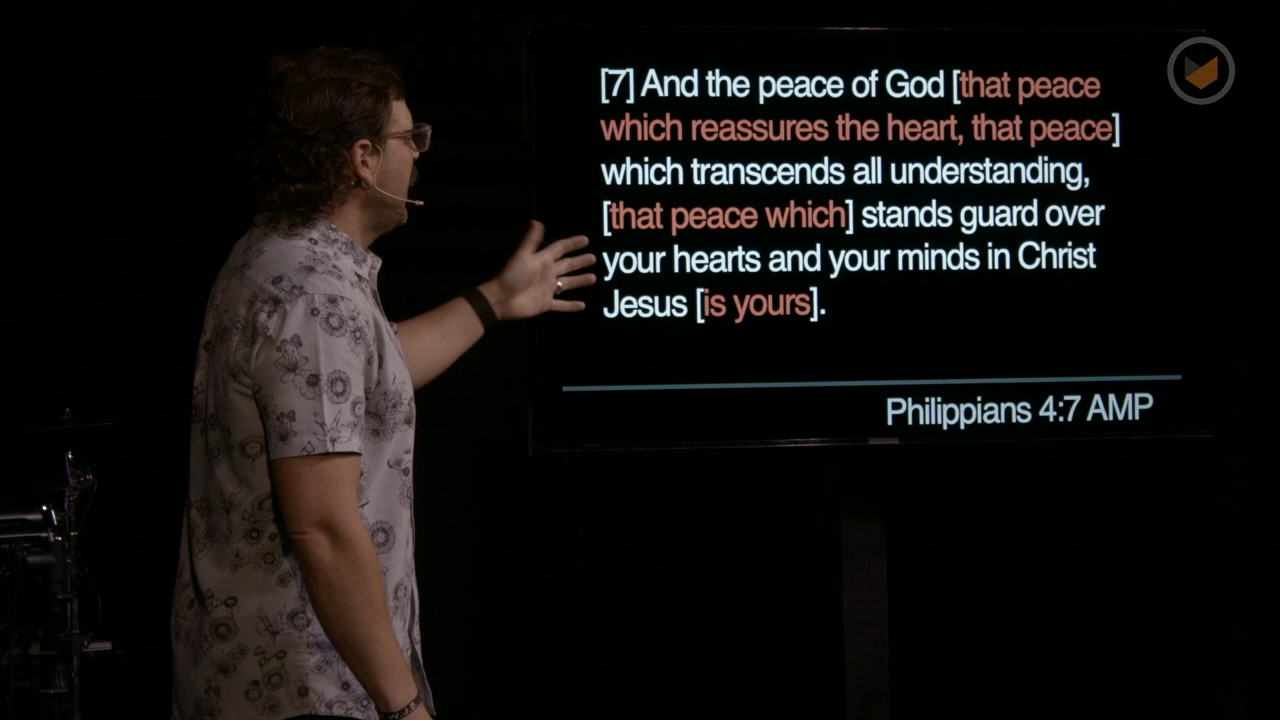 [7] And the peace of God [that peace
which reassures the heart, that peace]
which transcends all understanding,
[that peace which] stands guard over
your hearts and your minds in Christ
Jesus [is yours].
Philippians 4:7 AMP